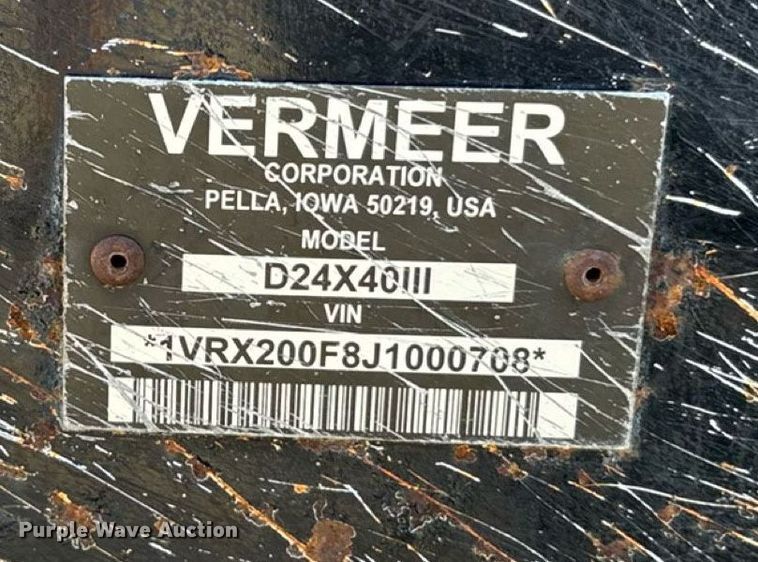 VERMEER
CORPORATION
PELLA, IOWA 50219, USA
MODEL
D24X40III
VIN
*1VRX200F8J1000708*
Purple Wave Auction